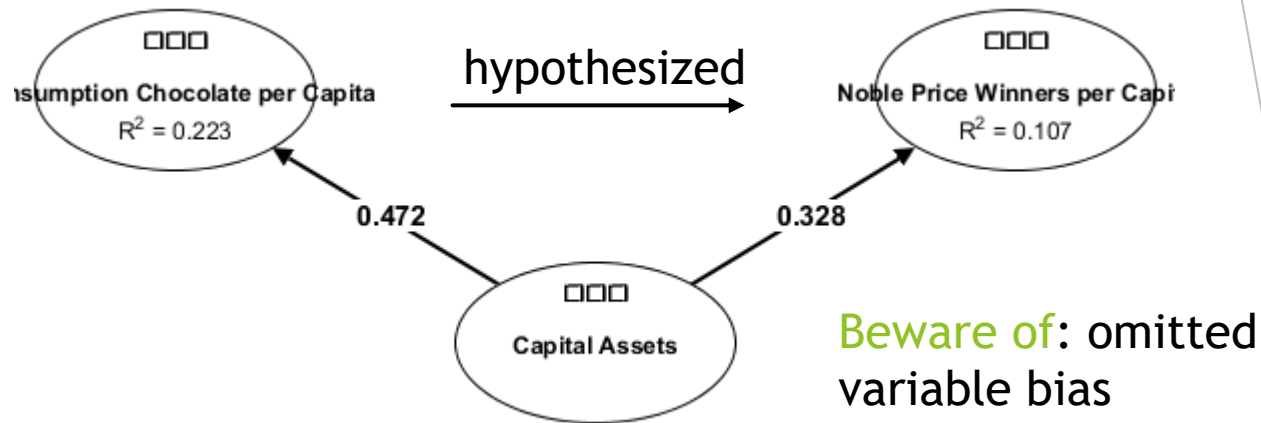 hypothesized
nsumption Chocolate per Capita
R² = 0.223
Noble Price Winners per Capi
R² = 0.107
0.472
0.328
Capital Assets
Beware of: omitted
variable bias